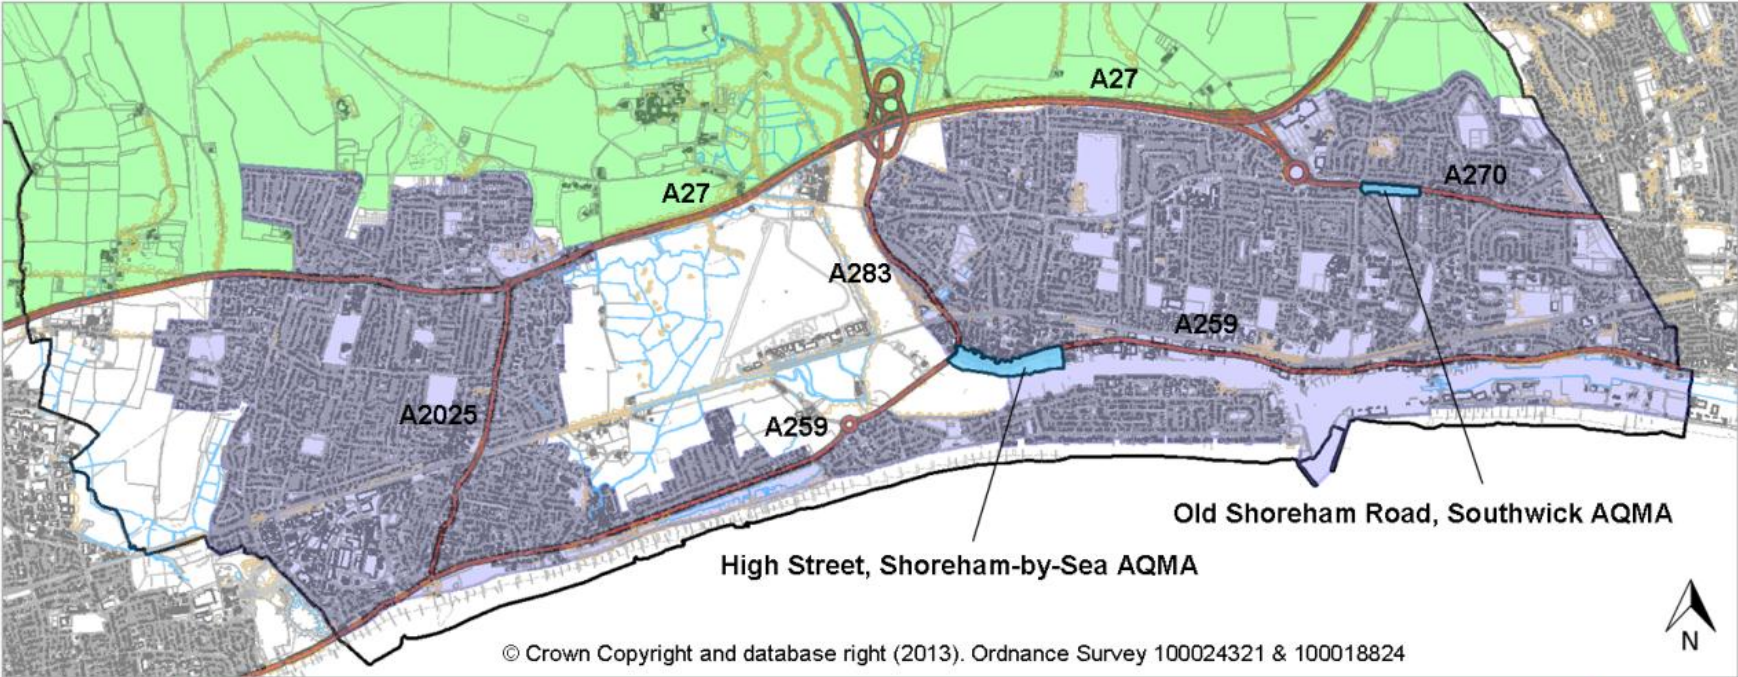 A27
A270
A27
A283
A259
A2025
A259
Old Shoreham Road, Southwick AQMA
High Street, Shoreham-by-Sea AQMA
N
© Crown Copyright and database right (2013). Ordnance Survey 100024321 & 100018824